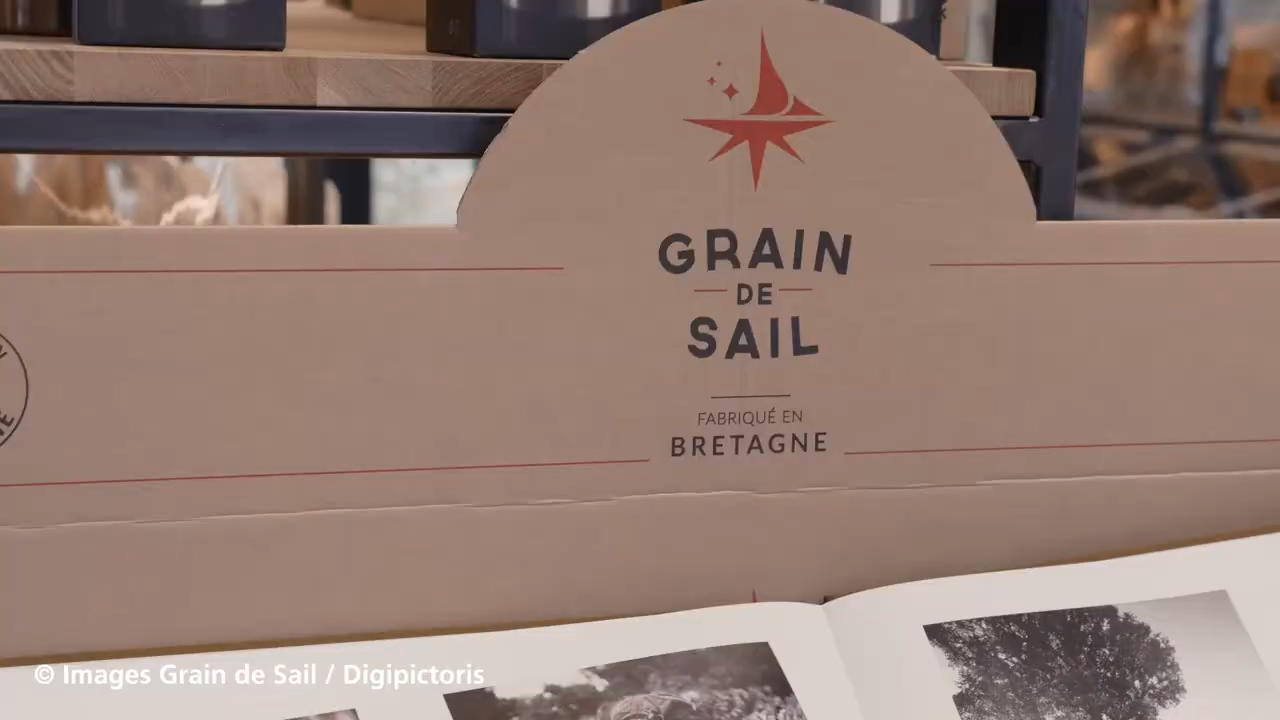 GRAIN
DE
SAIL
FABRIQUÉ EN
BRETAGNE
© Images Grain de Sail / Digipictoris